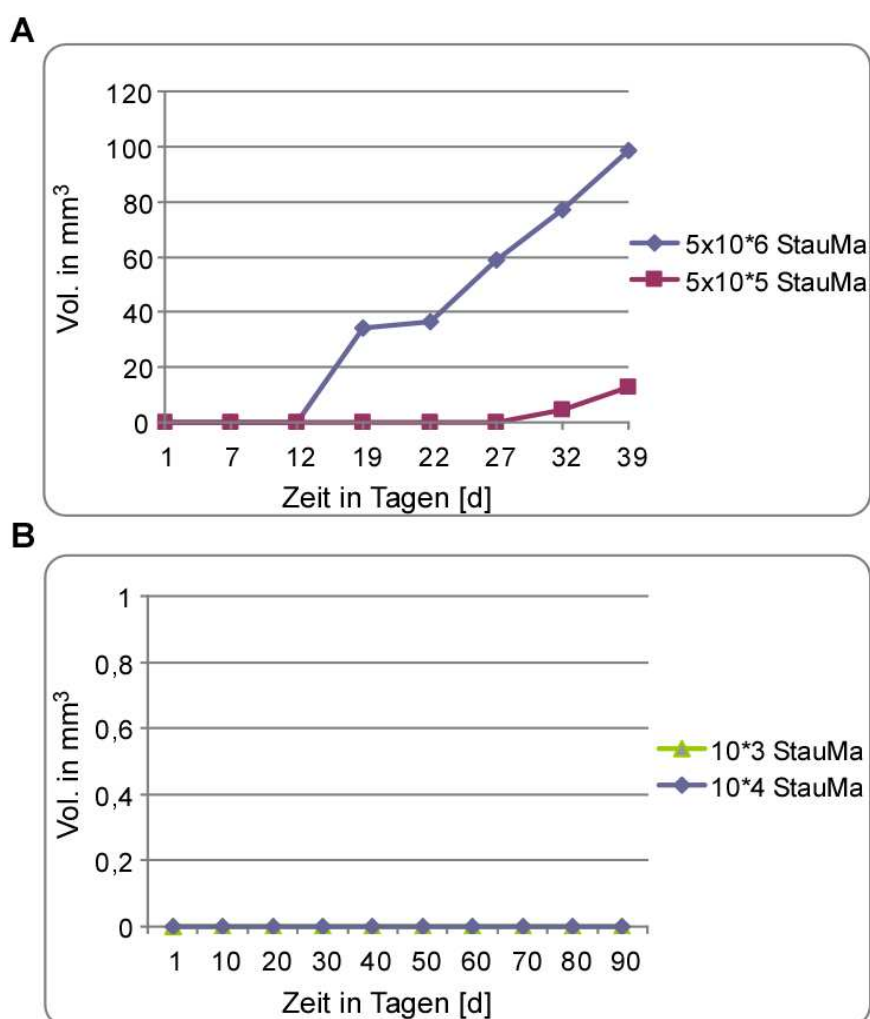 A
120
100
80
60
40
20
0
Vol. in mm³
1 7 12 19 22 27 32 39
Zeit in Tagen [d]
5x10*6 StauMa
5x10*5 StauMa
B
1
0,8
0,6
0,4
0,2
0
Vol. in mm³
1 10 20 30 40 50 60 70 80 90
Zeit in Tagen [d]
10*3 StauMa
10*4 StauMa